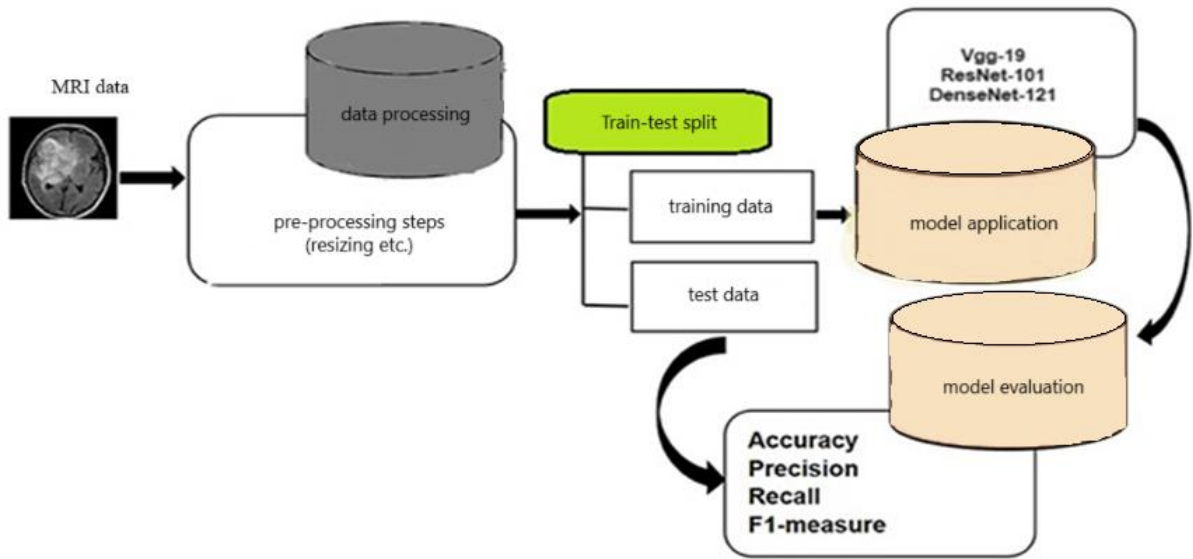 MRI data
data processing
pre-processing steps
(resizing etc.)
Train-test split
training data
test data
Vgg-19
ResNet-101
DenseNet-121
model application
model evaluation
Accuracy
Precision
Recall
F1-measure